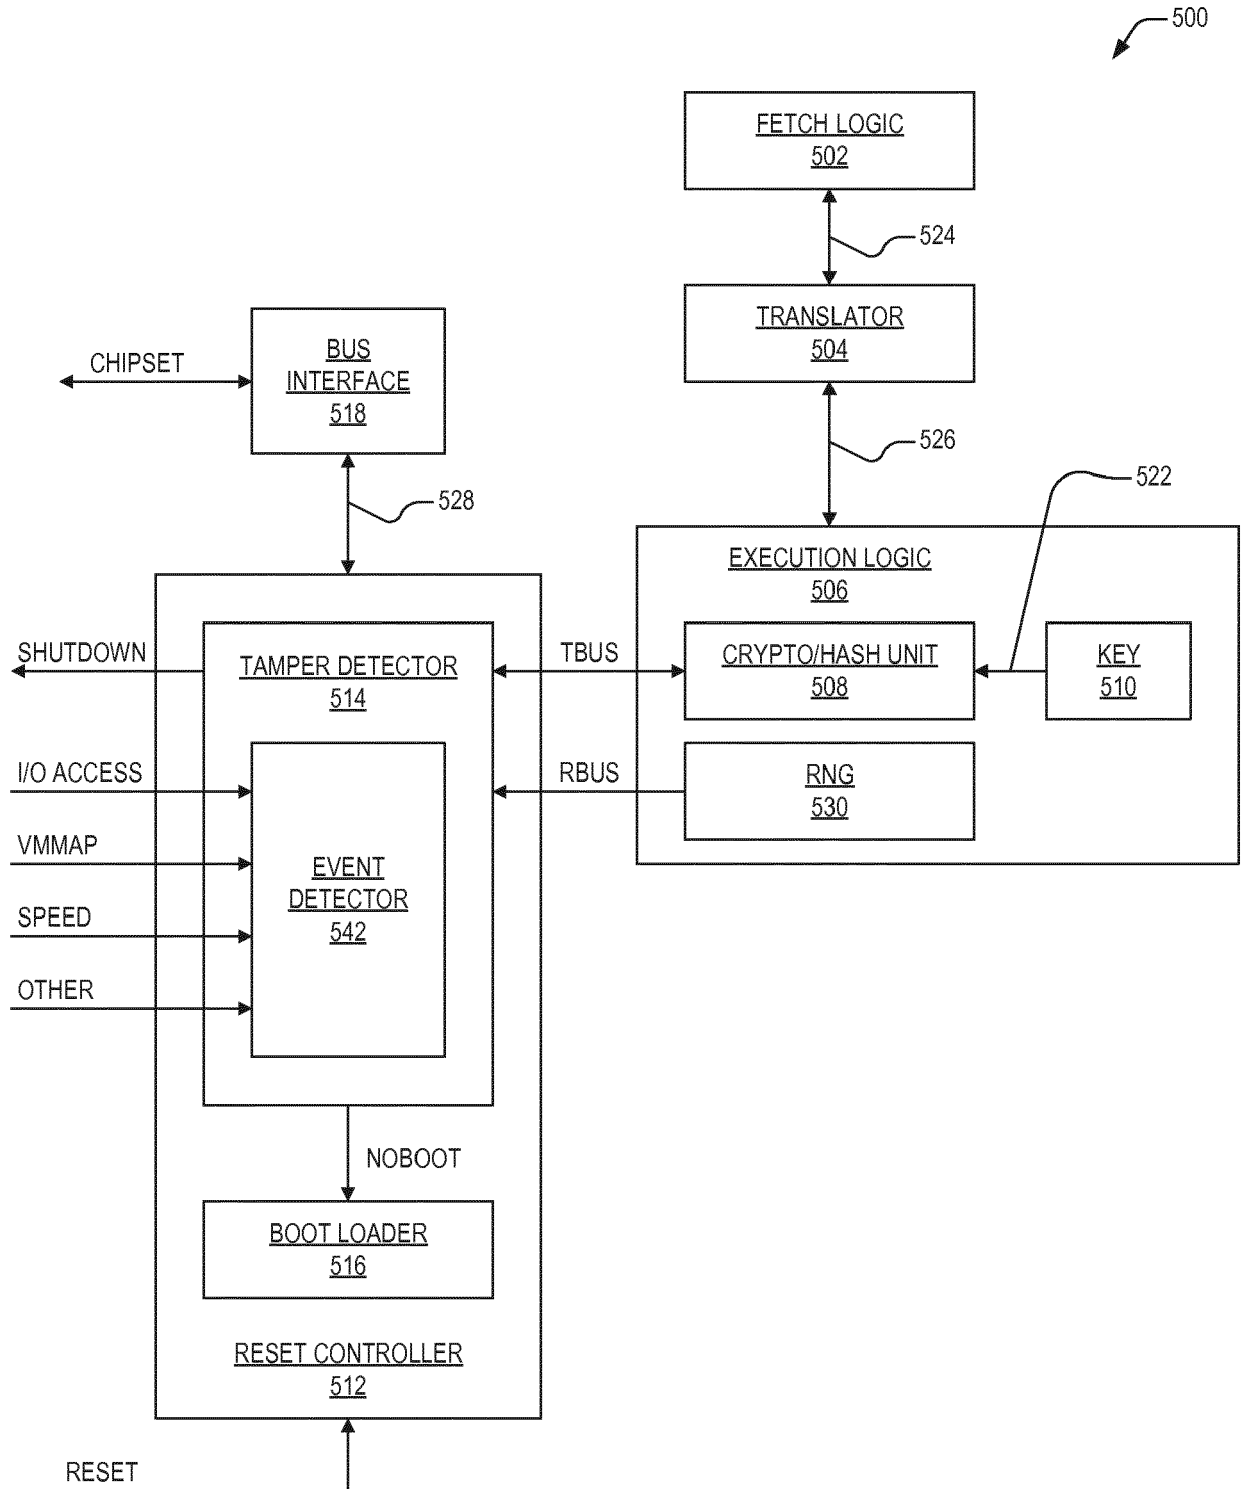 500
FETCH LOGIC
502
524
TRANSLATOR
504
BUS
INTERFACE
518
CHIPSET
526
522
528
EXECUTION LOGIC
506
SHUTDOWN
TAMPER DETECTOR
514
TBUS
CRYPTO/HASH UNIT
508
KEY
510
I/O ACCESS
RBUS
RNG
530
VMMAP
EVENT
DETECTOR
542
SPEED
OTHER
NOBOOT
BOOT LOADER
516
RESET CONTROLLER
512
RESET